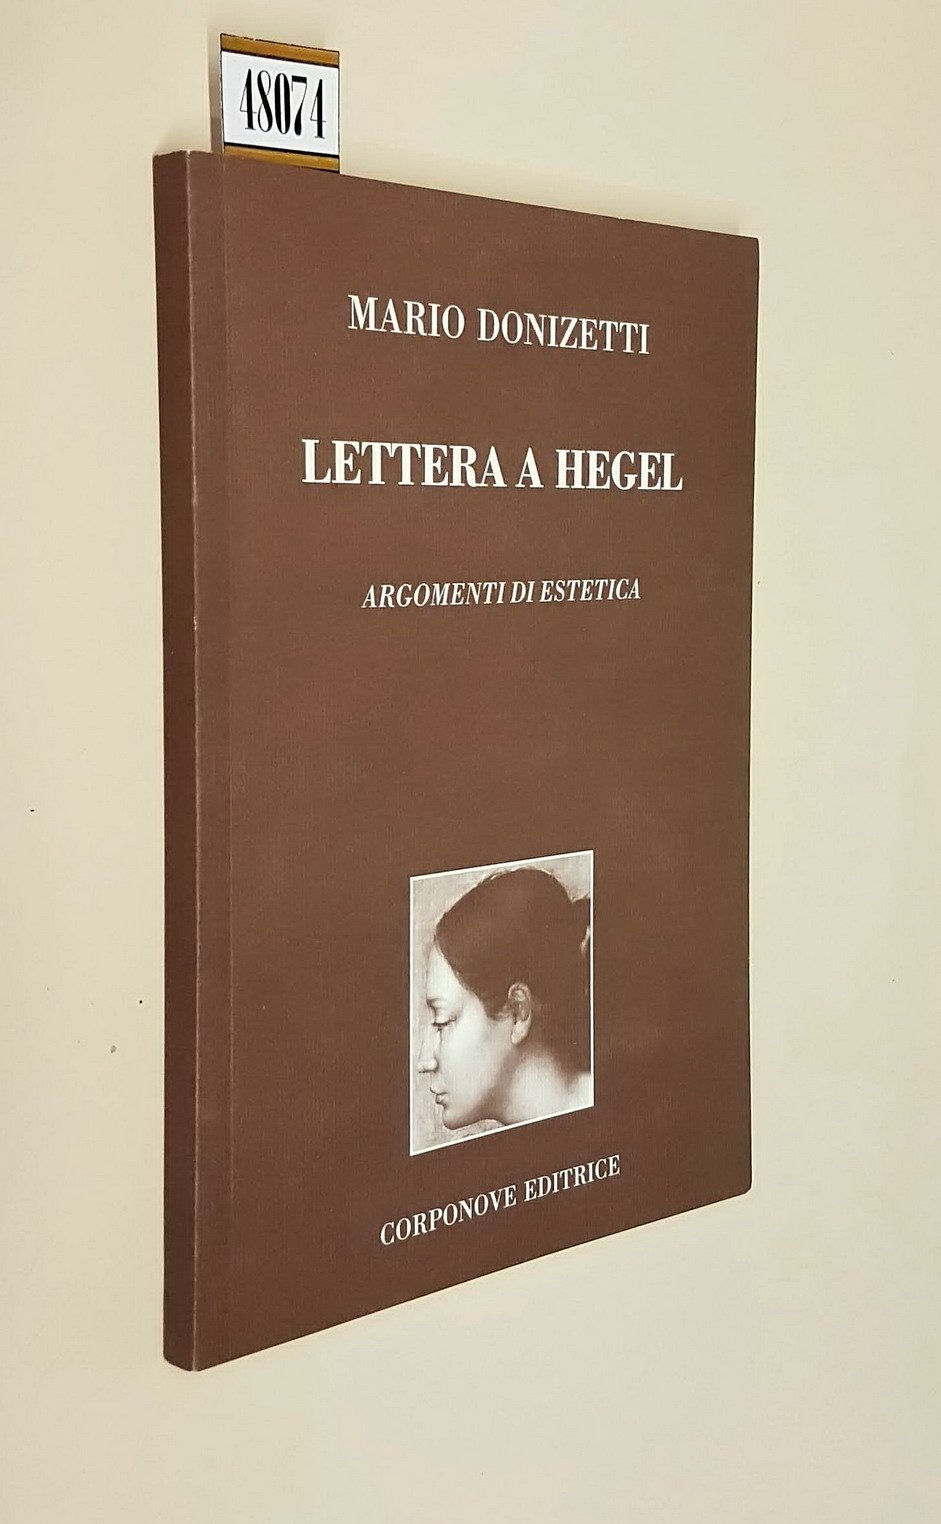 48074
MARIO DONIZETTI
LETTERA A HEGEL
ARGOMENTI DI ESTETICA
CORPONOVE EDITRICE